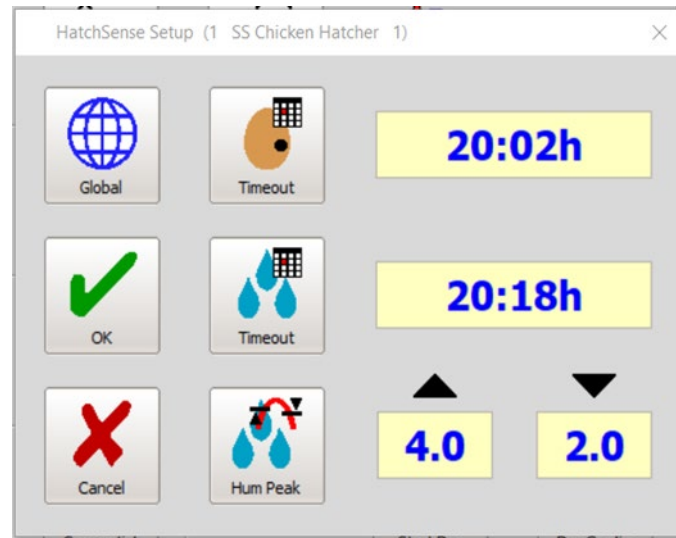 HatchSense Setup (1 SS Chicken Hatcher 1)
Global
Timeout
20:02h
OK
Timeout
20:18h
Cancel
Hum Peak
4.0
2.0